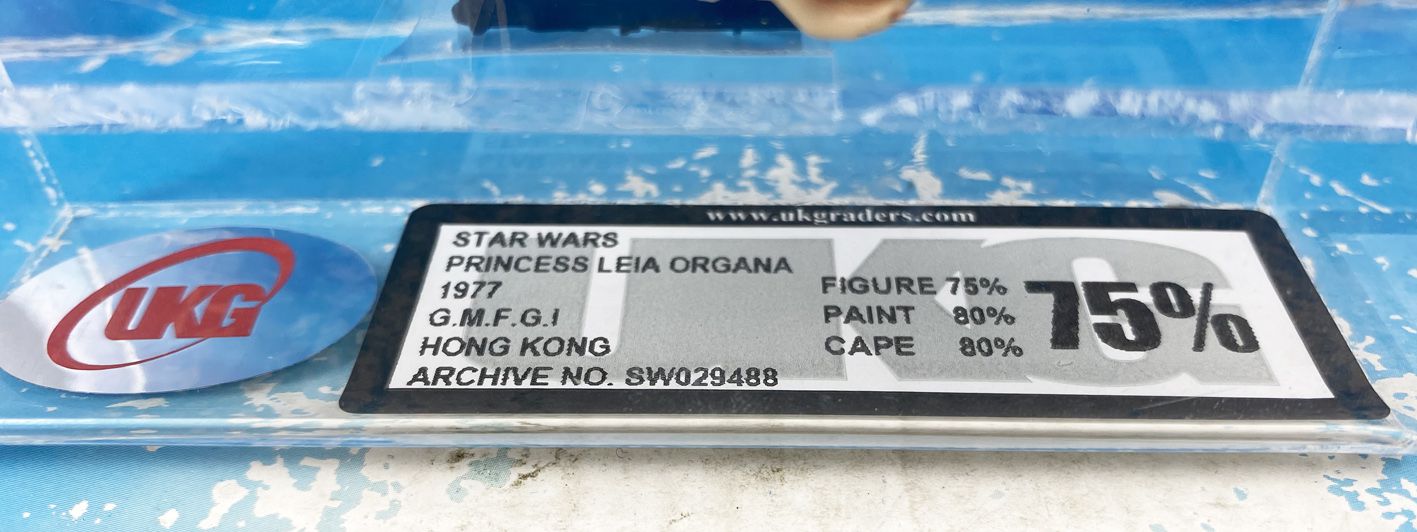 www.ukgraders.com
UKG
STAR WARS
PRINCESS LEIA ORGANA
1977
G.M.F.G.I
HONG KONG
ARCHIVE NO. SW029488
FIGURE 75%
PAINT 80%
CAPE 80%
75%
UKG